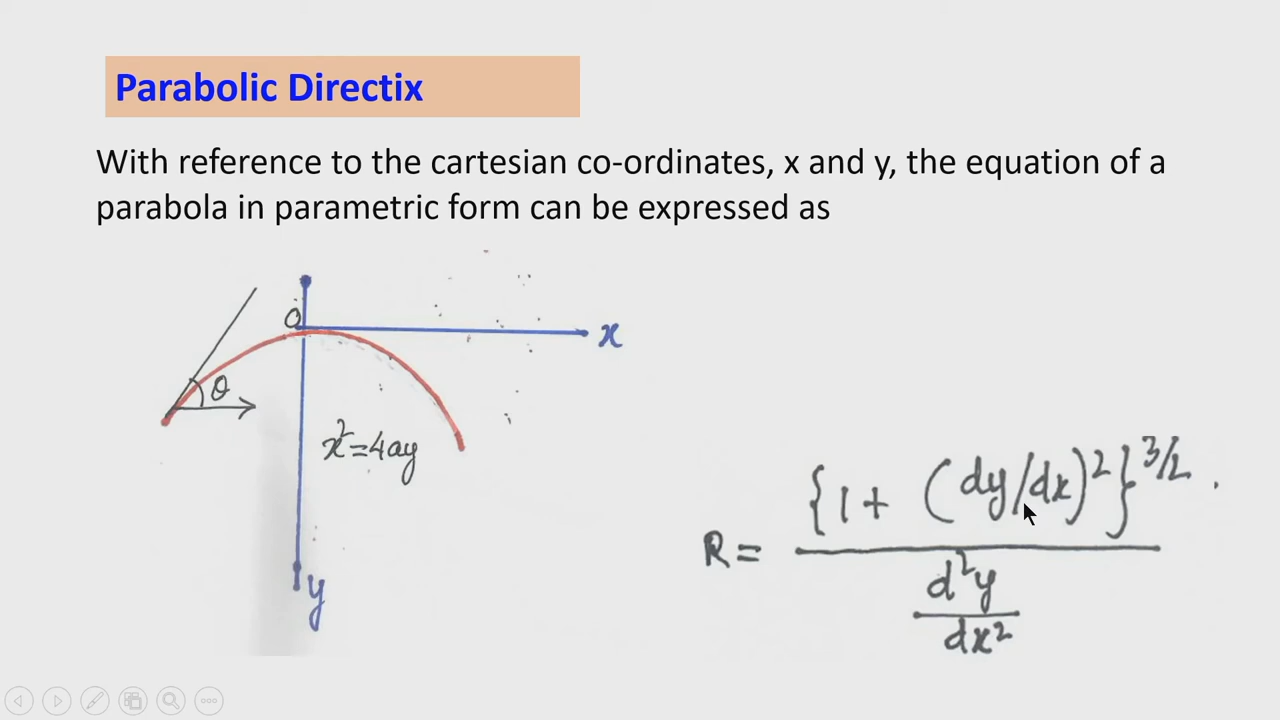 Parabolic Directix
With reference to the cartesian co-ordinates, x and y, the equation of a
parabola in parametric form can be expressed as
O
x
θ
x²=4ay
y
R = {1 + (dy/dx)²}^3/2 .
d²y
dx²